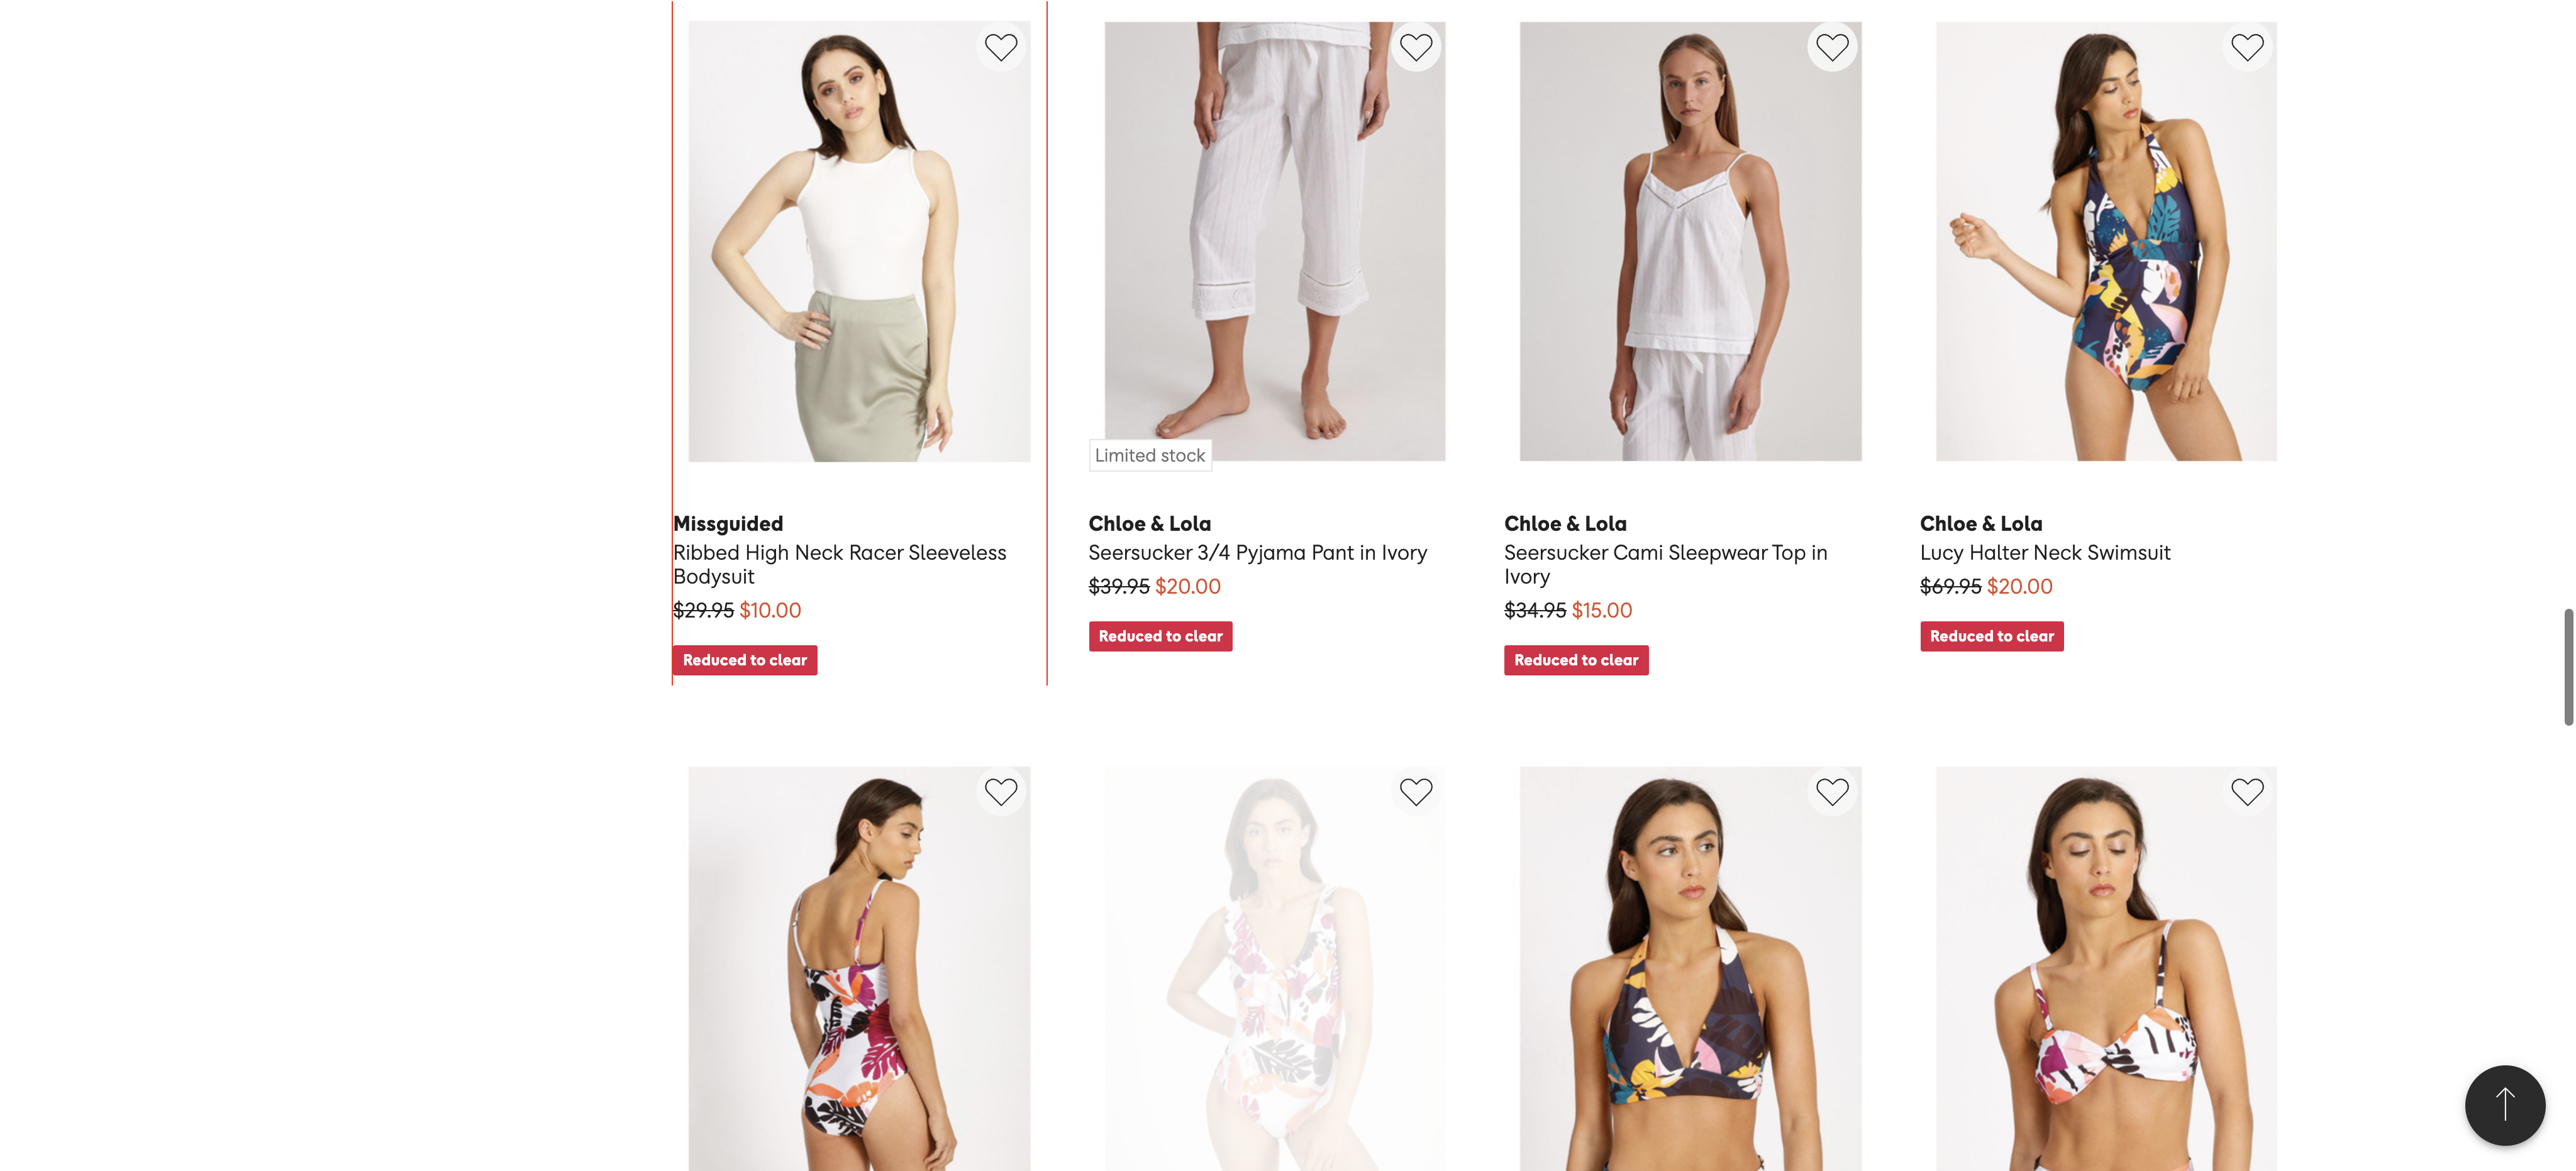 Limited stock
Missguided
Ribbed High Neck Racer Sleeveless
Bodysuit
$29.95 $10.00
Reduced to clear
Chloe & Lola
Seersucker 3/4 Pyjama Pant in Ivory
$39.95 $20.00
Reduced to clear
Chloe & Lola
Seersucker Cami Sleepwear Top in
Ivory
$34.95 $15.00
Reduced to clear
Chloe & Lola
Lucy Halter Neck Swimsuit
$69.95 $20.00
Reduced to clear